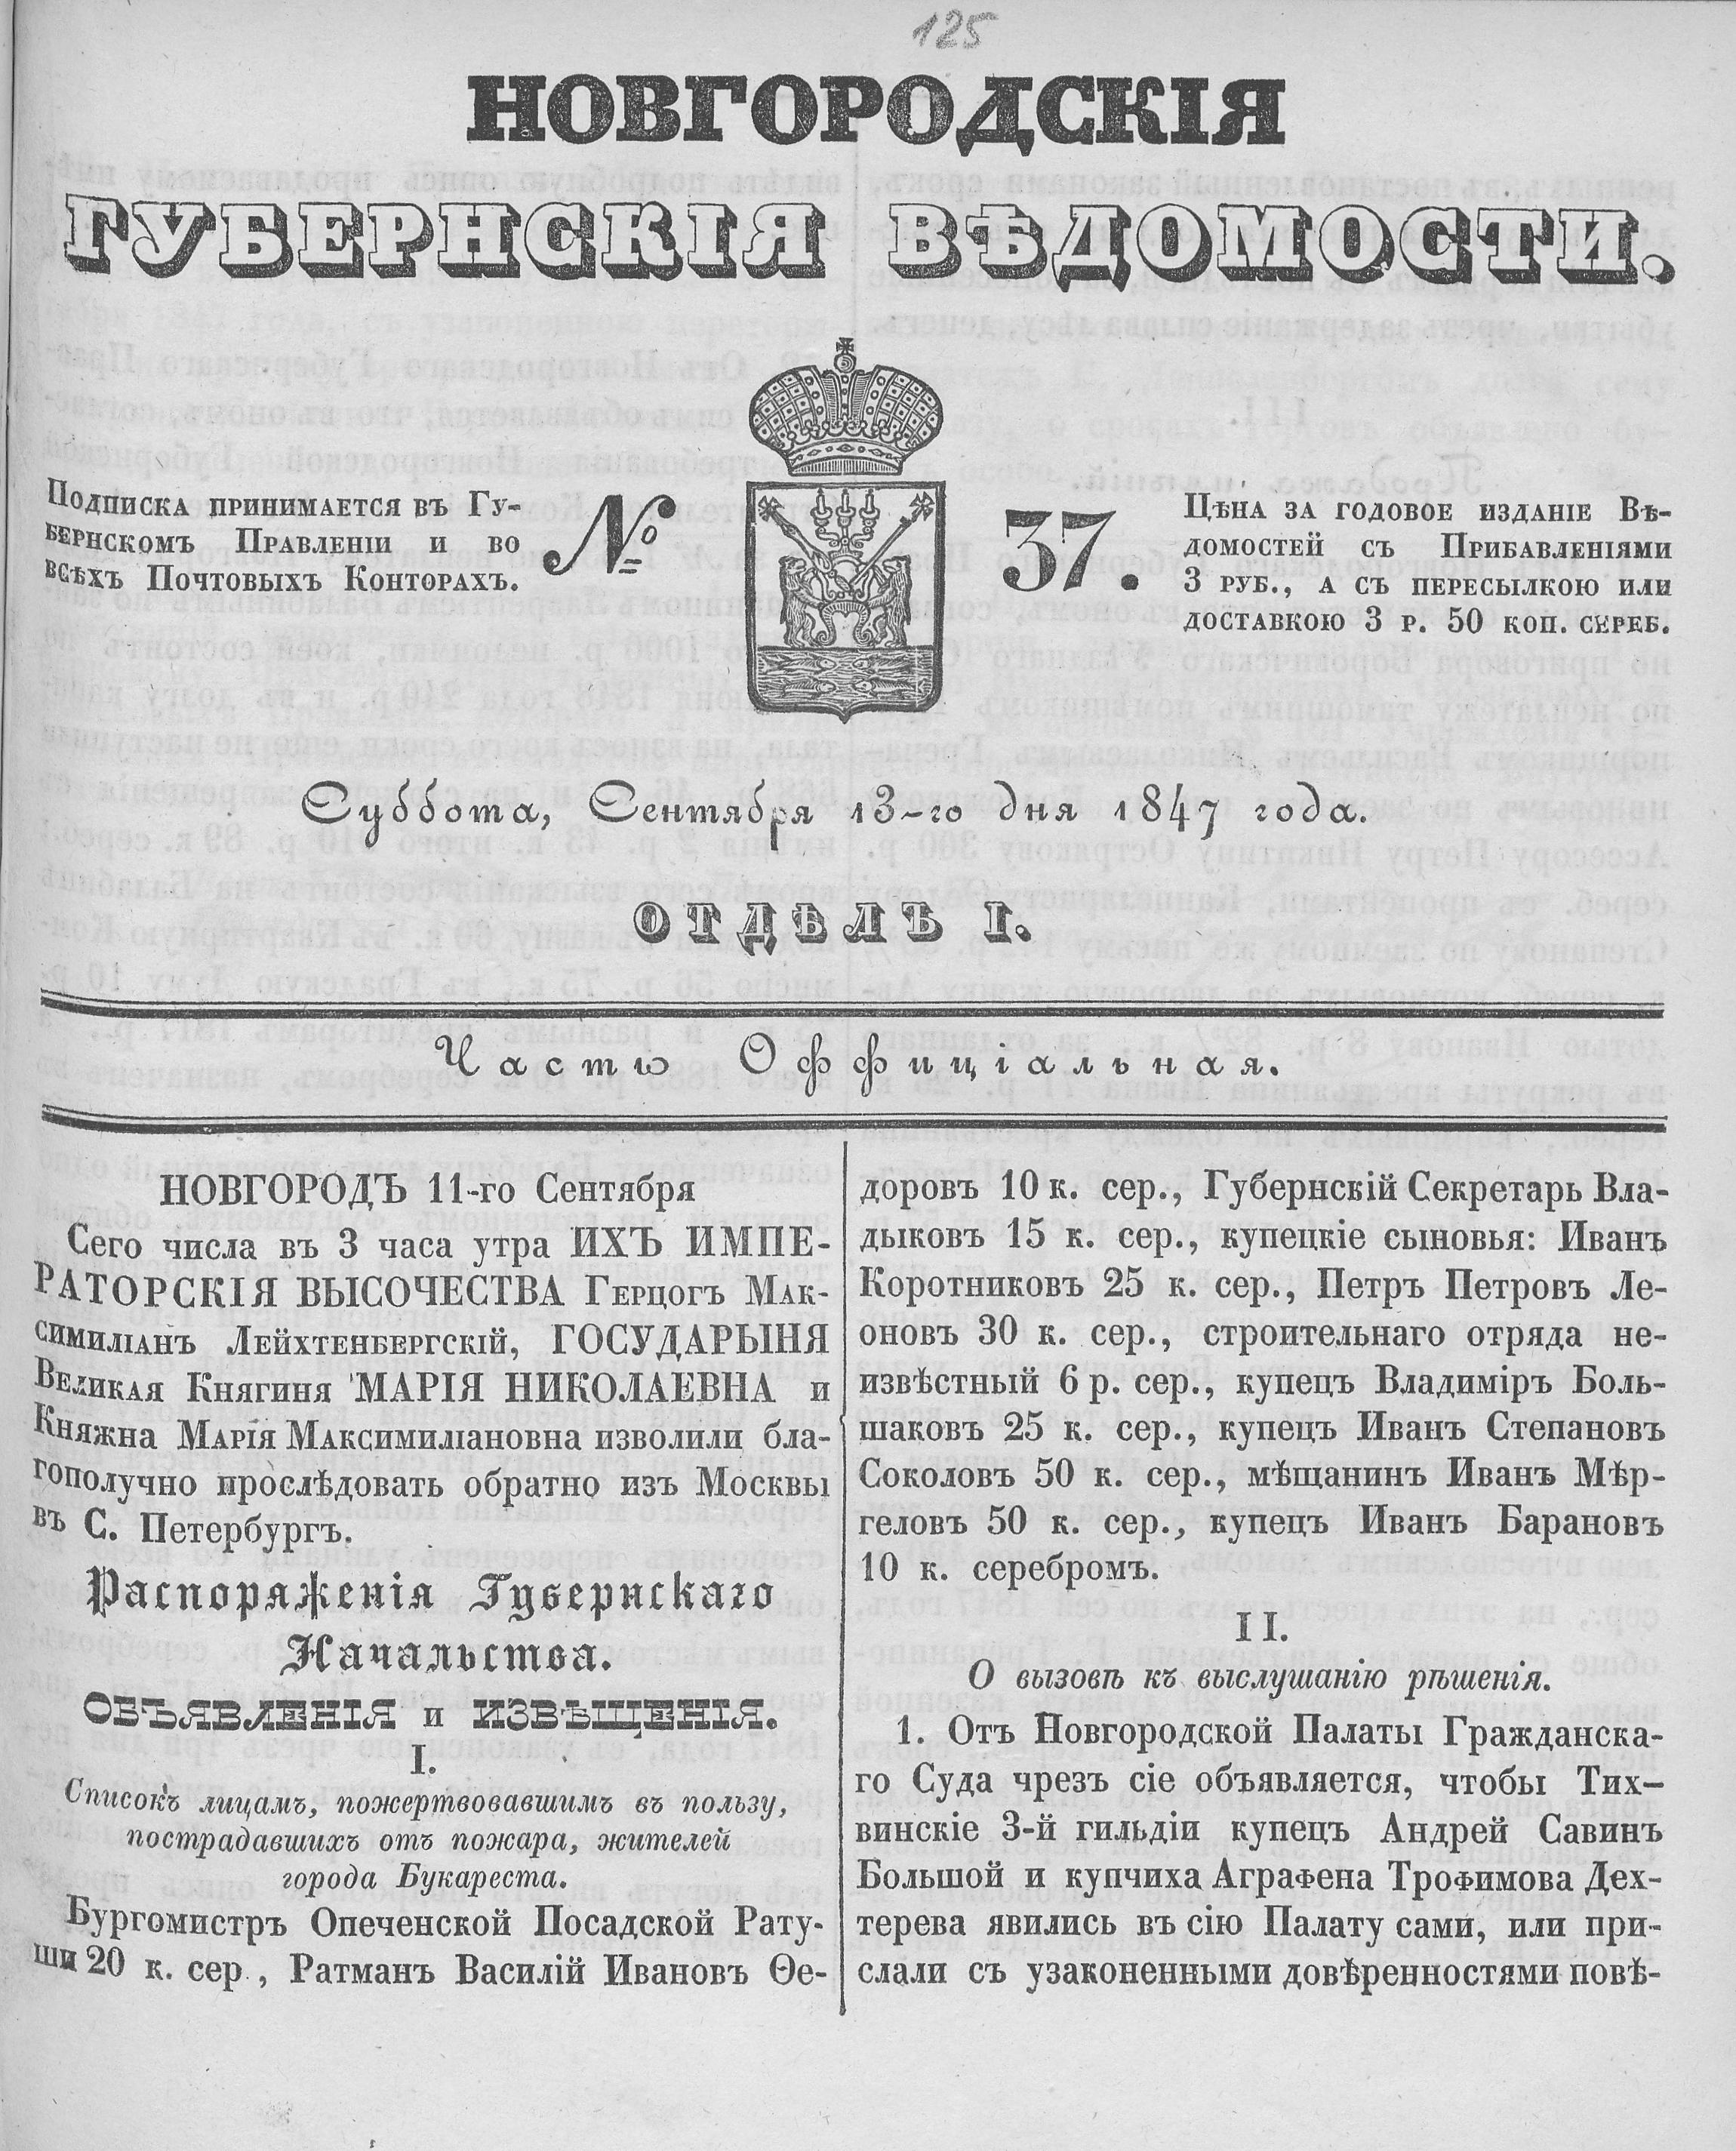 125
НОВГОРОДСКІЯ
ГУБЕРНСКІЯ ВѢДОМОСТИ.
Подписка принимается въ Гу-
бернскомъ Правленіи и во
всѣхъ Почтовыхъ Конторахъ.
№ 37.
Цѣна за годовое изданіе Вѣ-
домостей съ Прибавленіями
3 руб., а съ пересылкою или
доставкою 3 р. 50 коп. сереб.
Суббота, Сентября 13-го дня 1847 года.
ОТДѢЛЪ I.
Часть Оффиціальная.
НОВГОРОДЪ 11-го Сентября
Сего числа въ 3 часа утра ИХЪ ИМПЕ-
РАТОРСКІЯ ВЫСОЧЕСТВА Герцогъ Мак-
симиліанъ Лейхтенбергскій, ГОСУДАРЫНЯ
Великая Княгиня МАРІЯ НИКОЛАЕВНА и
Княжна Марія Максимиліановна изволили бла-
гополучно прослѣдовать обратно изъ Москвы
въ С. Петербургъ.
Распоряженія Губернскаго
Начальства.
ОБЪЯВЛЕНІЯ и ИЗВѢЩЕНІЯ.
I.
Списокъ лицамъ, пожертвовавшимъ въ пользу,
пострадавшихъ отъ пожара, жителей
города Букареста.
Бургомистръ Опеченской Посадской Рату-
ши 20 к. сер., Ратманъ Василій Ивановъ Ѳе-
доровъ 10 к. сер., Губернскій Секретарь Вла-
дыковъ 15 к. сер., купецкіе сыновья: Иванъ
Коротниковъ 25 к. сер., Петръ Петровъ Ле-
оновъ 30 к. сер., строительнаго отряда не-
извѣстный 6 р. сер., купецъ Владиміръ Боль-
шаковъ 25 к. сер., купецъ Иванъ Степановъ
Соколовъ 50 к. сер., мѣщанинъ Иванъ Мѣр-
геловъ 50 к. сер., купецъ Иванъ Барановъ
10 к. серебромъ.
II.
О вызовѣ къ выслушанію рѣшенія.
1. Отъ Новгородской Палаты Гражданска-
го Суда чрезъ сіе объявляется, чтобы Тих-
винскіе 3-й гильдіи купецъ Андрей Савинъ
Большой и купчиха Аграфена Трофимова Дех-
терева явились въ сію Палату сами, или при-
слали съ узаконенными довѣренностями повѣ-